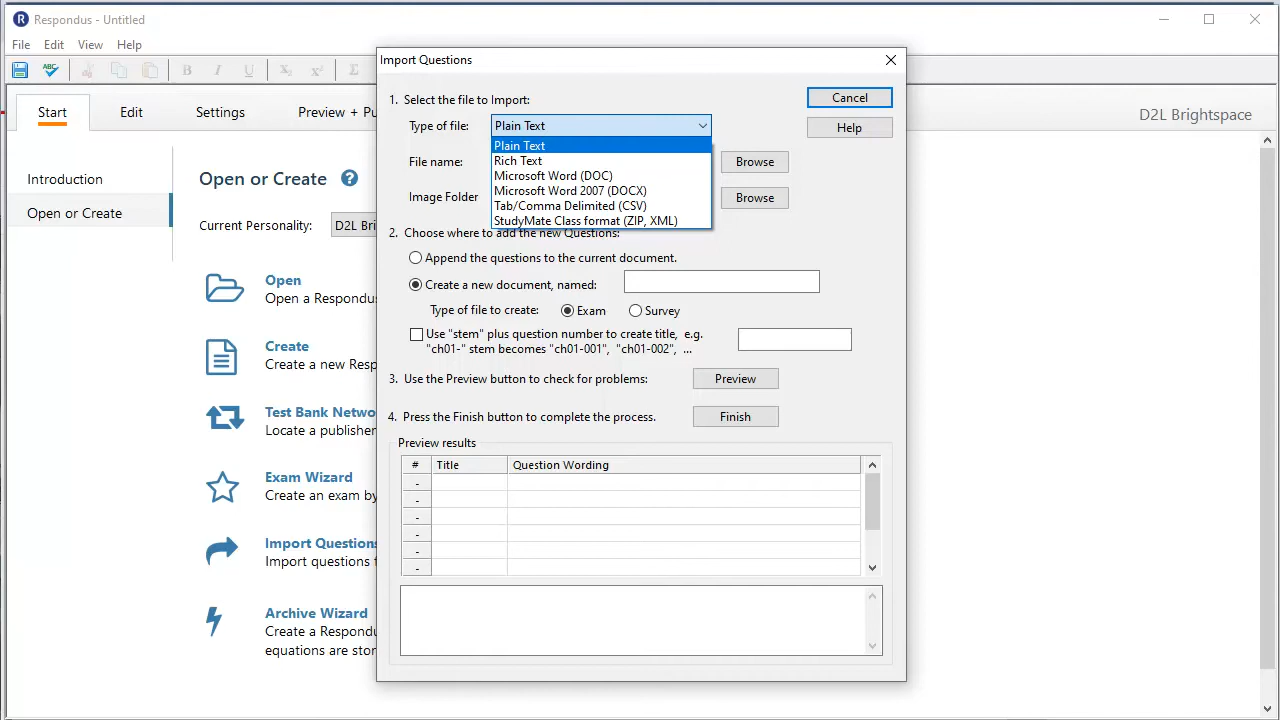 Respondus - Untitled
File Edit View Help
ABC B I U X₂ X² Σ
Start Edit Settings Preview + Pu
D2L Brightspace
Introduction
Open or Create
Open or Create ?
Current Personality: D2L Bri
Open
Open a Respondus
Create
Create a new Resp
Test Bank Netwo
Locate a publisher
Exam Wizard
Create an exam by
Import Questions
Import questions f
Archive Wizard
Create a Respondu
equations are stor
Import Questions
1. Select the file to Import:
Cancel
Type of file: Plain Text
Help
Plain Text
Rich Text
Microsoft Word (DOC)
Microsoft Word 2007 (DOCX)
Tab/Comma Delimited (CSV)
StudyMate Class format (ZIP, XML)
File name: Browse
Image Folder Browse
2. Choose where to add the new Questions:
Append the questions to the current document.
Create a new document, named:
Type of file to create: Exam Survey
Use "stem" plus question number to create title, e.g.
"ch01-" stem becomes "ch01-001", "ch01-002", ...
3. Use the Preview button to check for problems: Preview
4. Press the Finish button to complete the process. Finish
Preview results
# Title Question Wording
-
-
-
-
-
-